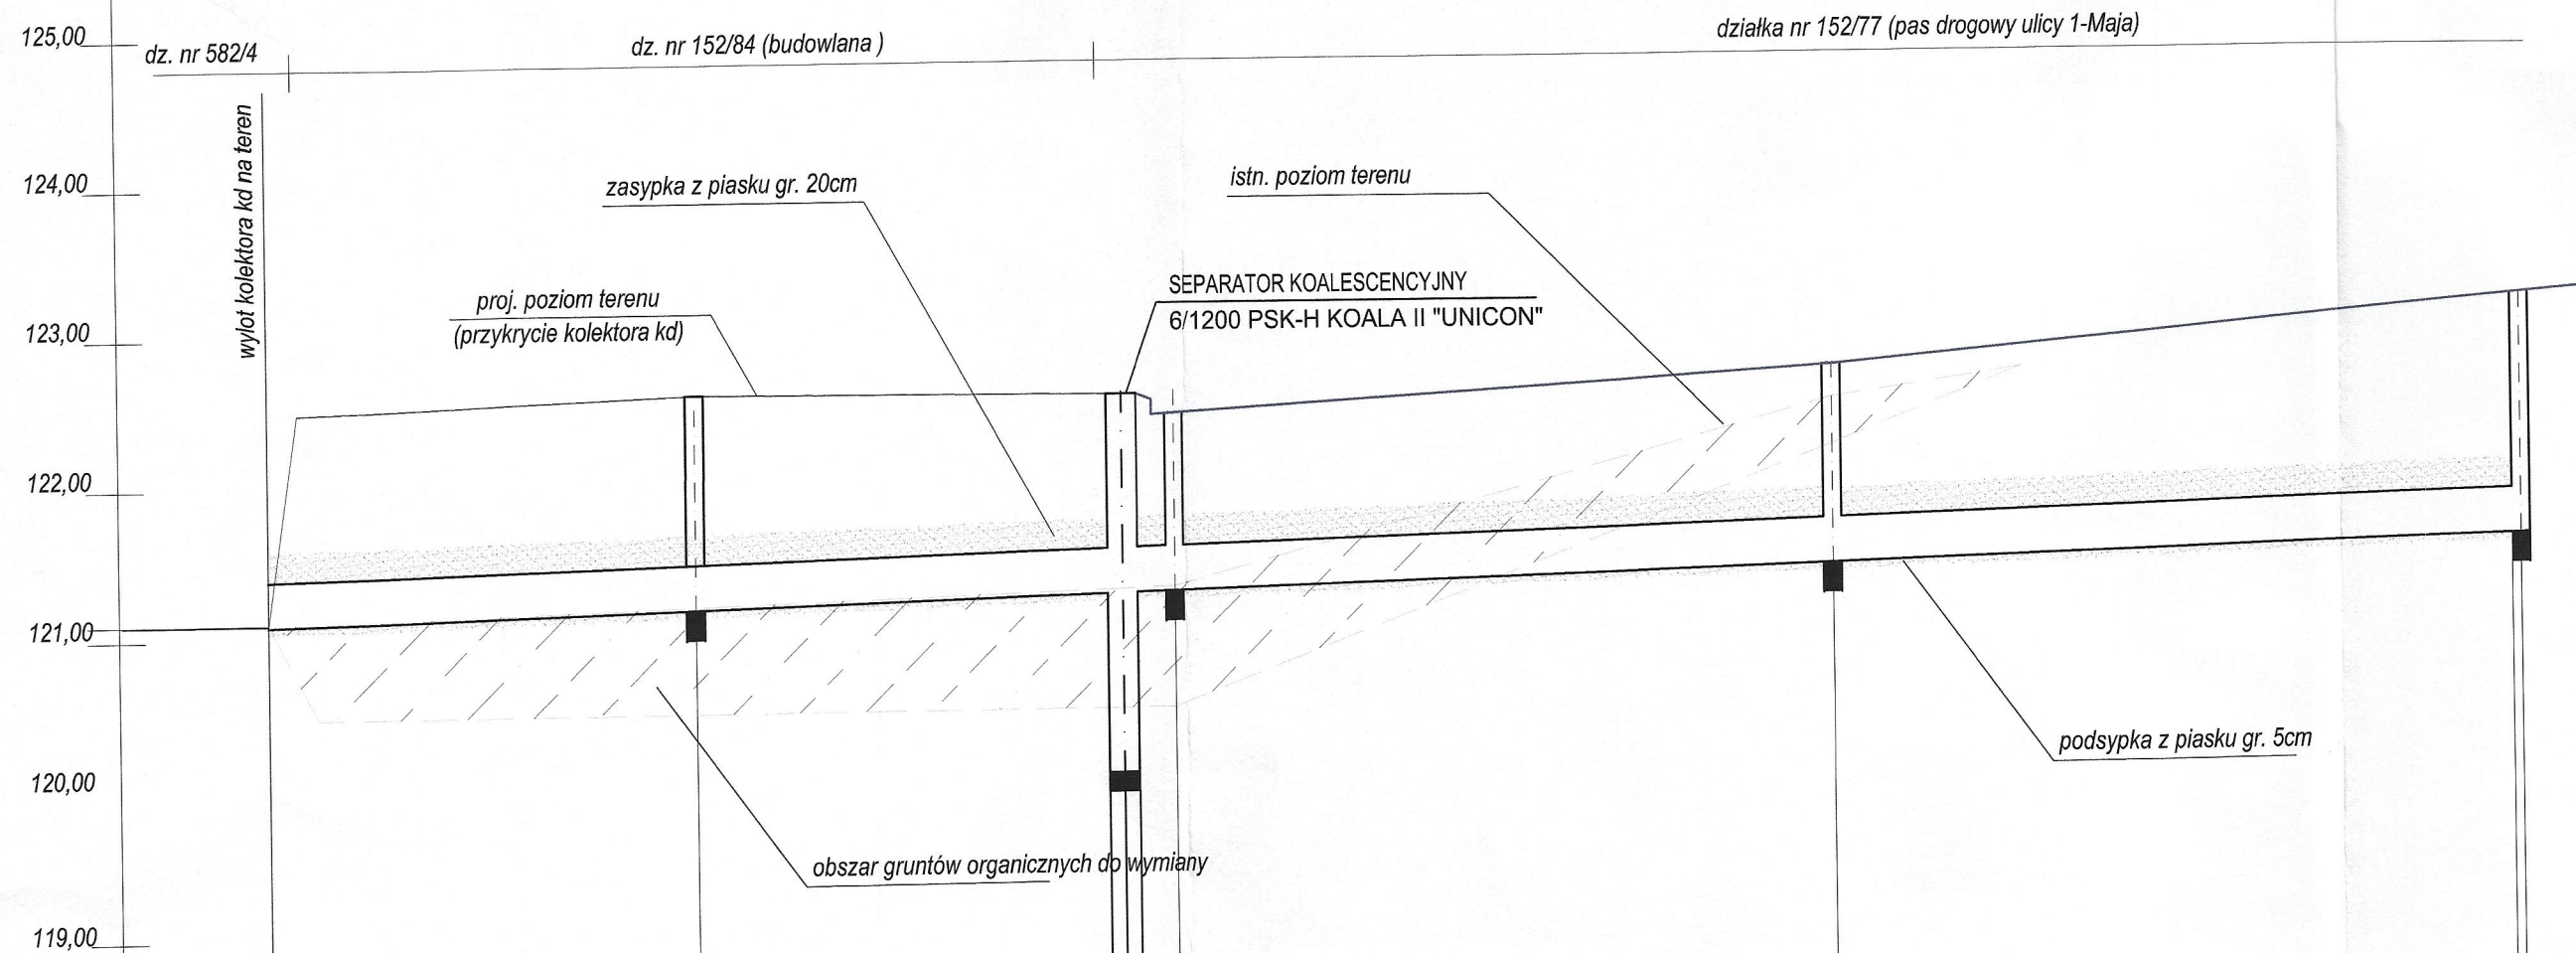 125,00
dz. nr 582/4
dz. nr 152/84 (budowlana )
działka nr 152/77 (pas drogowy ulicy 1-Maja)
wylot kolektora kd na teren
124,00
zasypka z piasku gr. 20cm
istn. poziom terenu
SEPARATOR KOALESCENCYJNY
6/1200 PSK-H KOALA II "UNICON"
proj. poziom terenu
(przykrycie kolektora kd)
123,00
122,00
121,00
podsypka z piasku gr. 5cm
120,00
obszar gruntów organicznych do wymiany
119,00